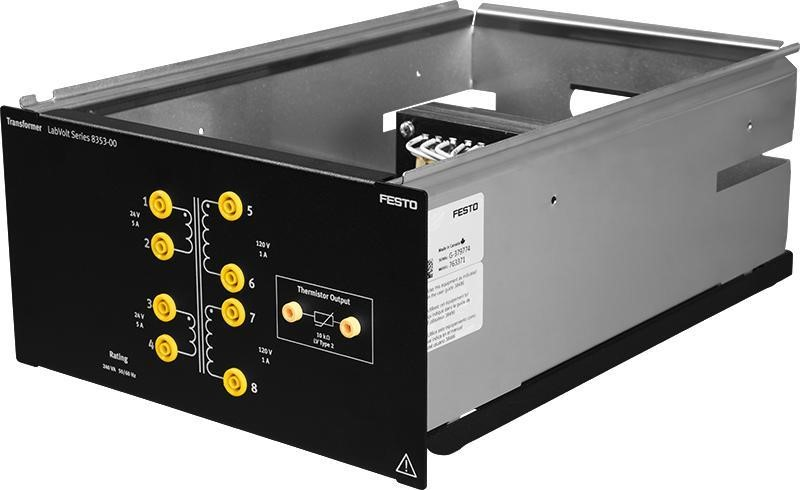 Transformer LabVolt Series 8353-00
FESTO
1
24 V
5 A
2
3
24 V
5 A
4
5
120 V
1 A
6
7
120 V
1 A
8
Thermistor Output
10 kΩ
LV Type 2
Rating
240 VA 50/60 Hz
FESTO
Made in Canada
G-379774
763371